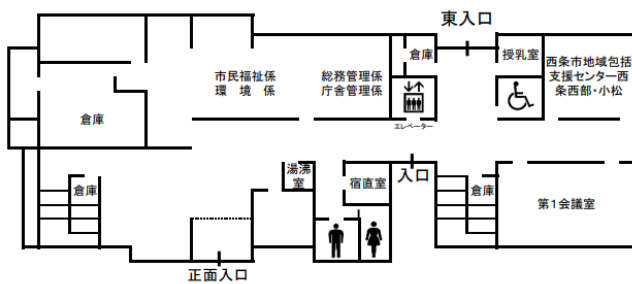 東入口
倉庫
授乳室
西条市地域包括
支援センター西
条西部・小松
市民福祉係
環　境　係
総務管理係
庁舎管理係
エレベーター
倉庫
湯沸
室
宿直室
入口
倉庫
倉庫
第1会議室
正面入口